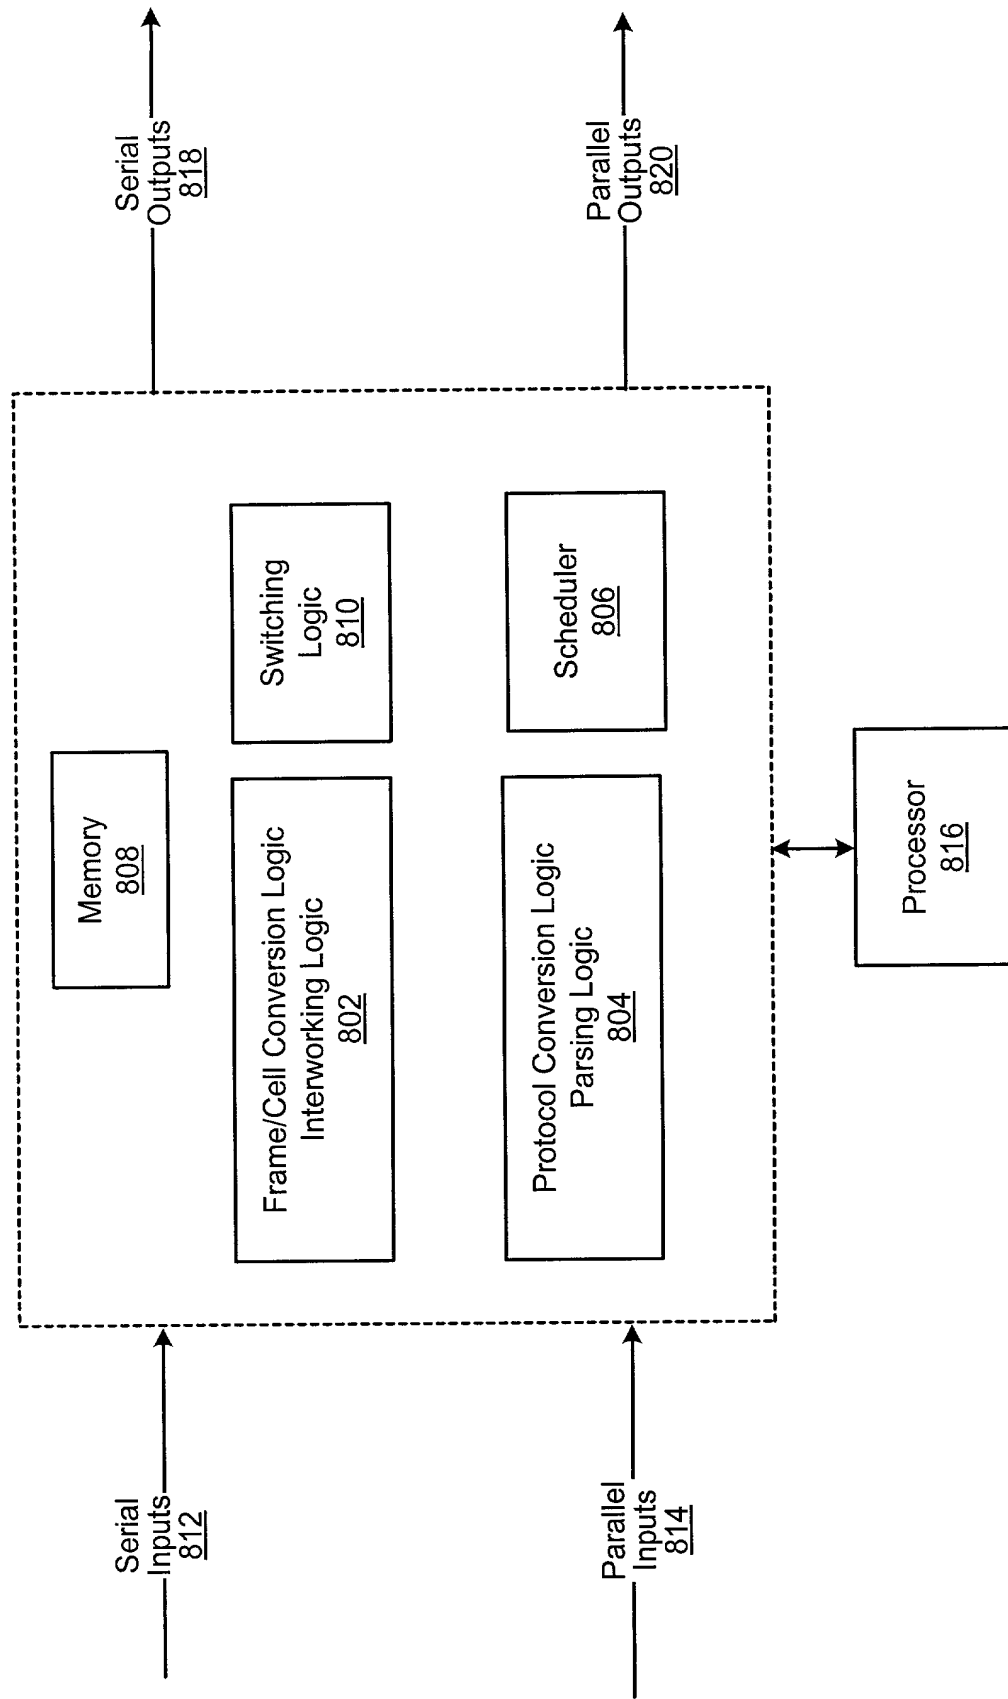 Serial
Inputs
812
Parallel
Inputs
814
Memory
808
Frame/Cell Conversion Logic
Interworking Logic
802
Switching
Logic
810
Protocol Conversion Logic
Parsing Logic
804
Scheduler
806
Processor
816
Serial
Outputs
818
Parallel
Outputs
820